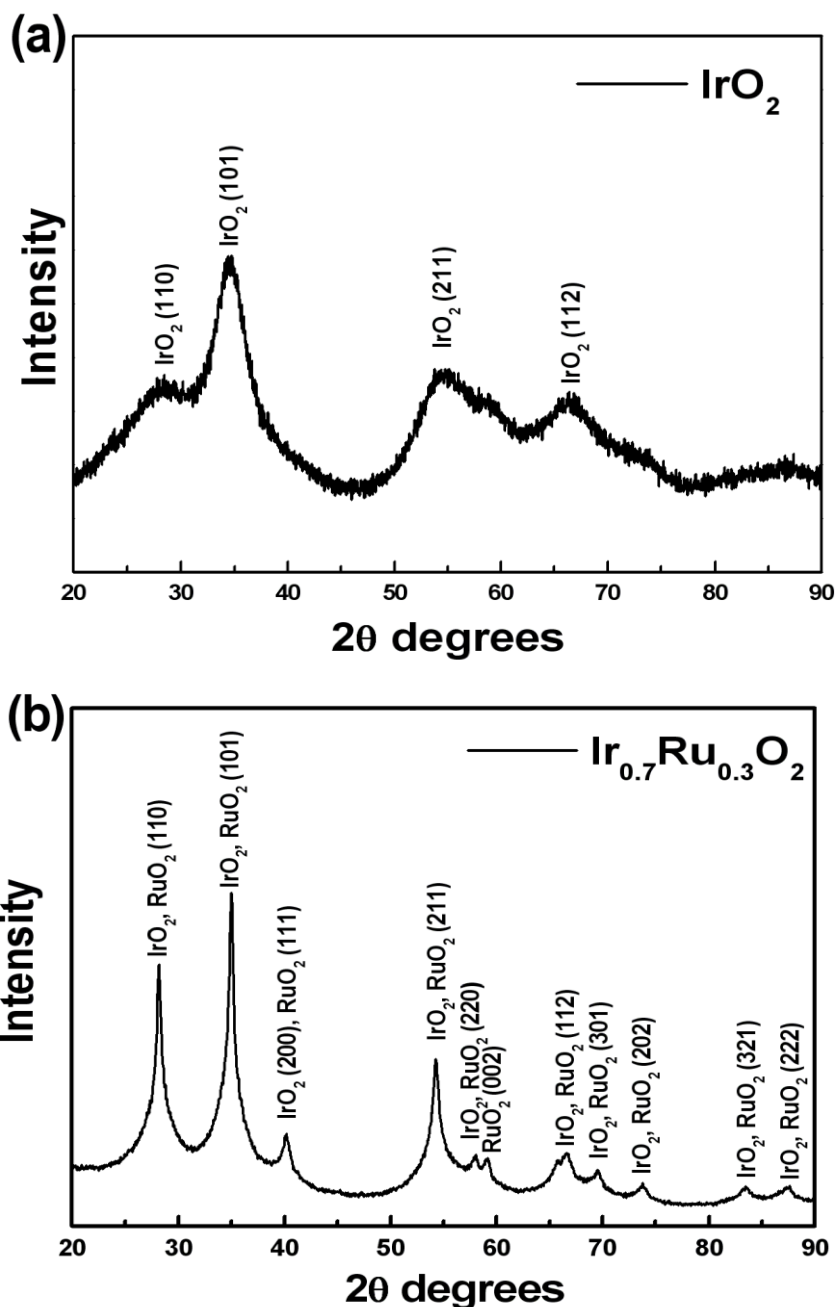 (a)
IrO₂
Intensity
IrO₂ (110)
IrO₂ (101)
IrO₂ (211)
IrO₂ (112)
20 30 40 50 60 70 80 90
2θ degrees
(b)
Ir₀.₇Ru₀.₃O₂
Intensity
IrO₂, RuO₂ (110)
IrO₂, RuO₂ (101)
IrO₂ (200), RuO₂ (111)
IrO₂, RuO₂ (211)
IrO₂, RuO₂ (220)
RuO₂ (002)
IrO₂, RuO₂ (112)
IrO₂, RuO₂ (301)
IrO₂, RuO₂ (202)
IrO₂, RuO₂ (321)
IrO₂, RuO₂ (222)
20 30 40 50 60 70 80 90
2θ degrees